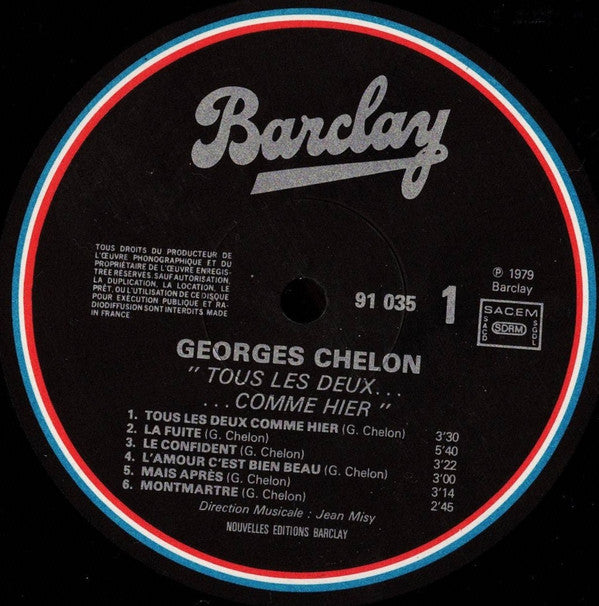 Barclay
TOUS DROITS DU PRODUCTEUR DE
L'ŒUVRE PHONOGRAPHIQUE ET DU
PROPRIÉTAIRE DE L'ŒUVRE ENREGIS-
TRÉE RÉSERVÉS. SAUF AUTORISATION,
LA DUPLICATION, LA LOCATION, LE
PRÊT, OU L'UTILISATION DE CE DISQUE
POUR EXÉCUTION PUBLIQUE ET RA-
DIODIFFUSION SONT INTERDITS. MADE
IN FRANCE.
91 035 1
℗ 1979
Barclay
SACEM
SACD SDRM SGDL
GEORGES CHELON
" TOUS LES DEUX...
...COMME HIER "
1. TOUS LES DEUX COMME HIER (G. Chelon) 3'30
2. LA FUITE (G. Chelon) 5'40
3. LE CONFIDENT (G. Chelon) 3'22
4. L'AMOUR C'EST BIEN BEAU (G. Chelon) 3'00
5. MAIS APRÈS (G. Chelon) 3'14
6. MONTMARTRE (G. Chelon) 2'45
Direction Musicale : Jean Misy
NOUVELLES EDITIONS BARCLAY